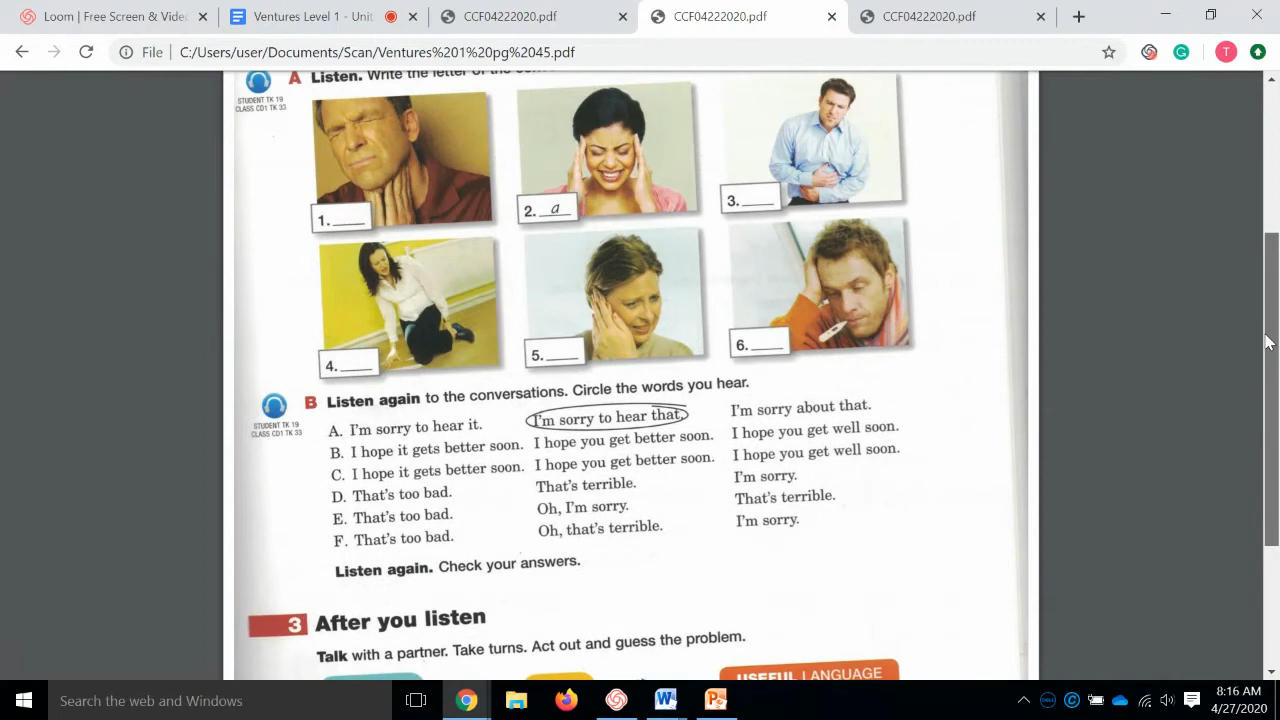 Loom | Free Screen & Video
Ventures Level 1 - Unit
CCF04222020.pdf
CCF04222020.pdf
CCF04222020.pdf
File | C:/Users/user/Documents/Scan/Ventures%201%20pg%2045.pdf
T
A Listen. Write the letter of the
STUDENT TK 19
CLASS CD1 TK 33
1.
2. a
3.
4.
5.
6.
B Listen again to the conversations. Circle the words you hear.
STUDENT TK 19
CLASS CD1 TK 33
A. I'm sorry to hear it. I'm sorry to hear that. I'm sorry about that.
B. I hope it gets better soon. I hope you get better soon. I hope you get well soon.
C. I hope it gets better soon. I hope you get better soon. I hope you get well soon.
D. That's too bad. That's terrible. I'm sorry.
E. That's too bad. Oh, I'm sorry. That's terrible.
F. That's too bad. Oh, that's terrible. I'm sorry.
Listen again. Check your answers.
3 After you listen
Talk with a partner. Take turns. Act out and guess the problem.
USEFUL LANGUAGE
Search the web and Windows
8:16 AM
4/27/2020